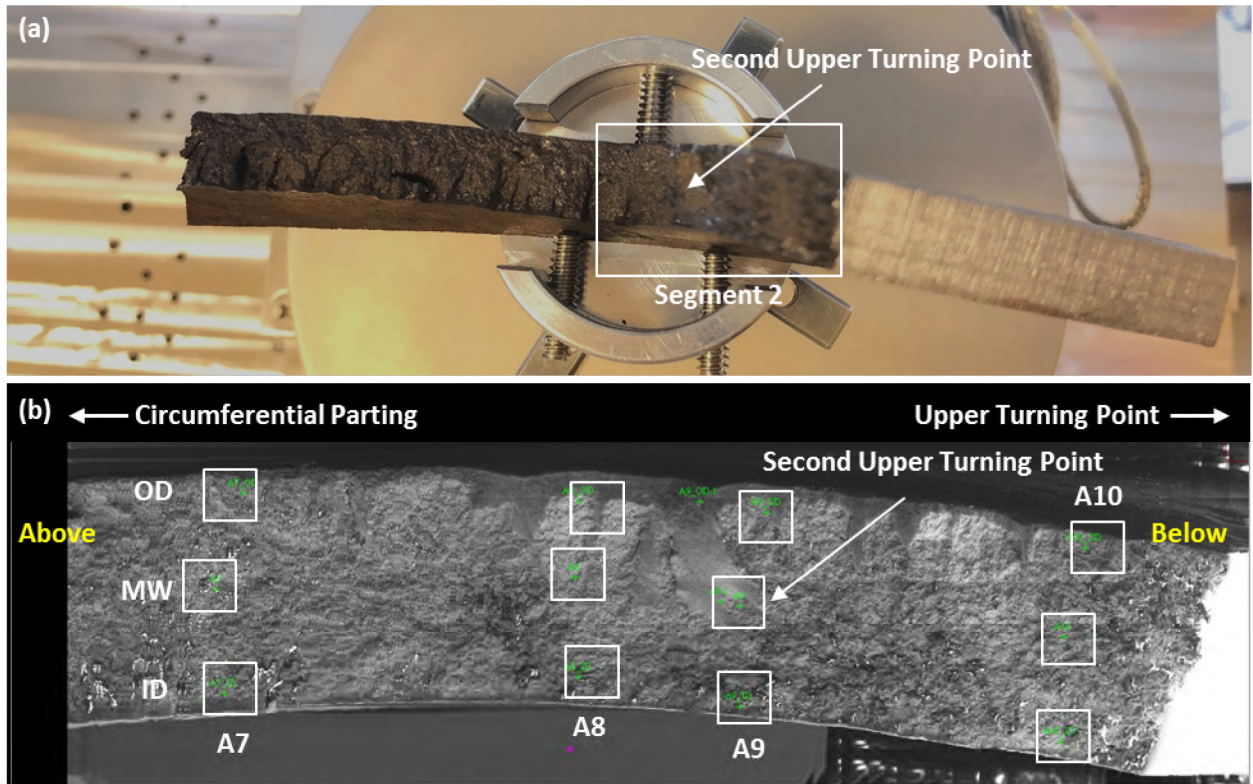 (a)
Second Upper Turning Point
Segment 2
(b)
Circumferential Parting
Upper Turning Point
Second Upper Turning Point
OD
A9_OD
A10
Above
Below
MW
ID
A7
A8
A9